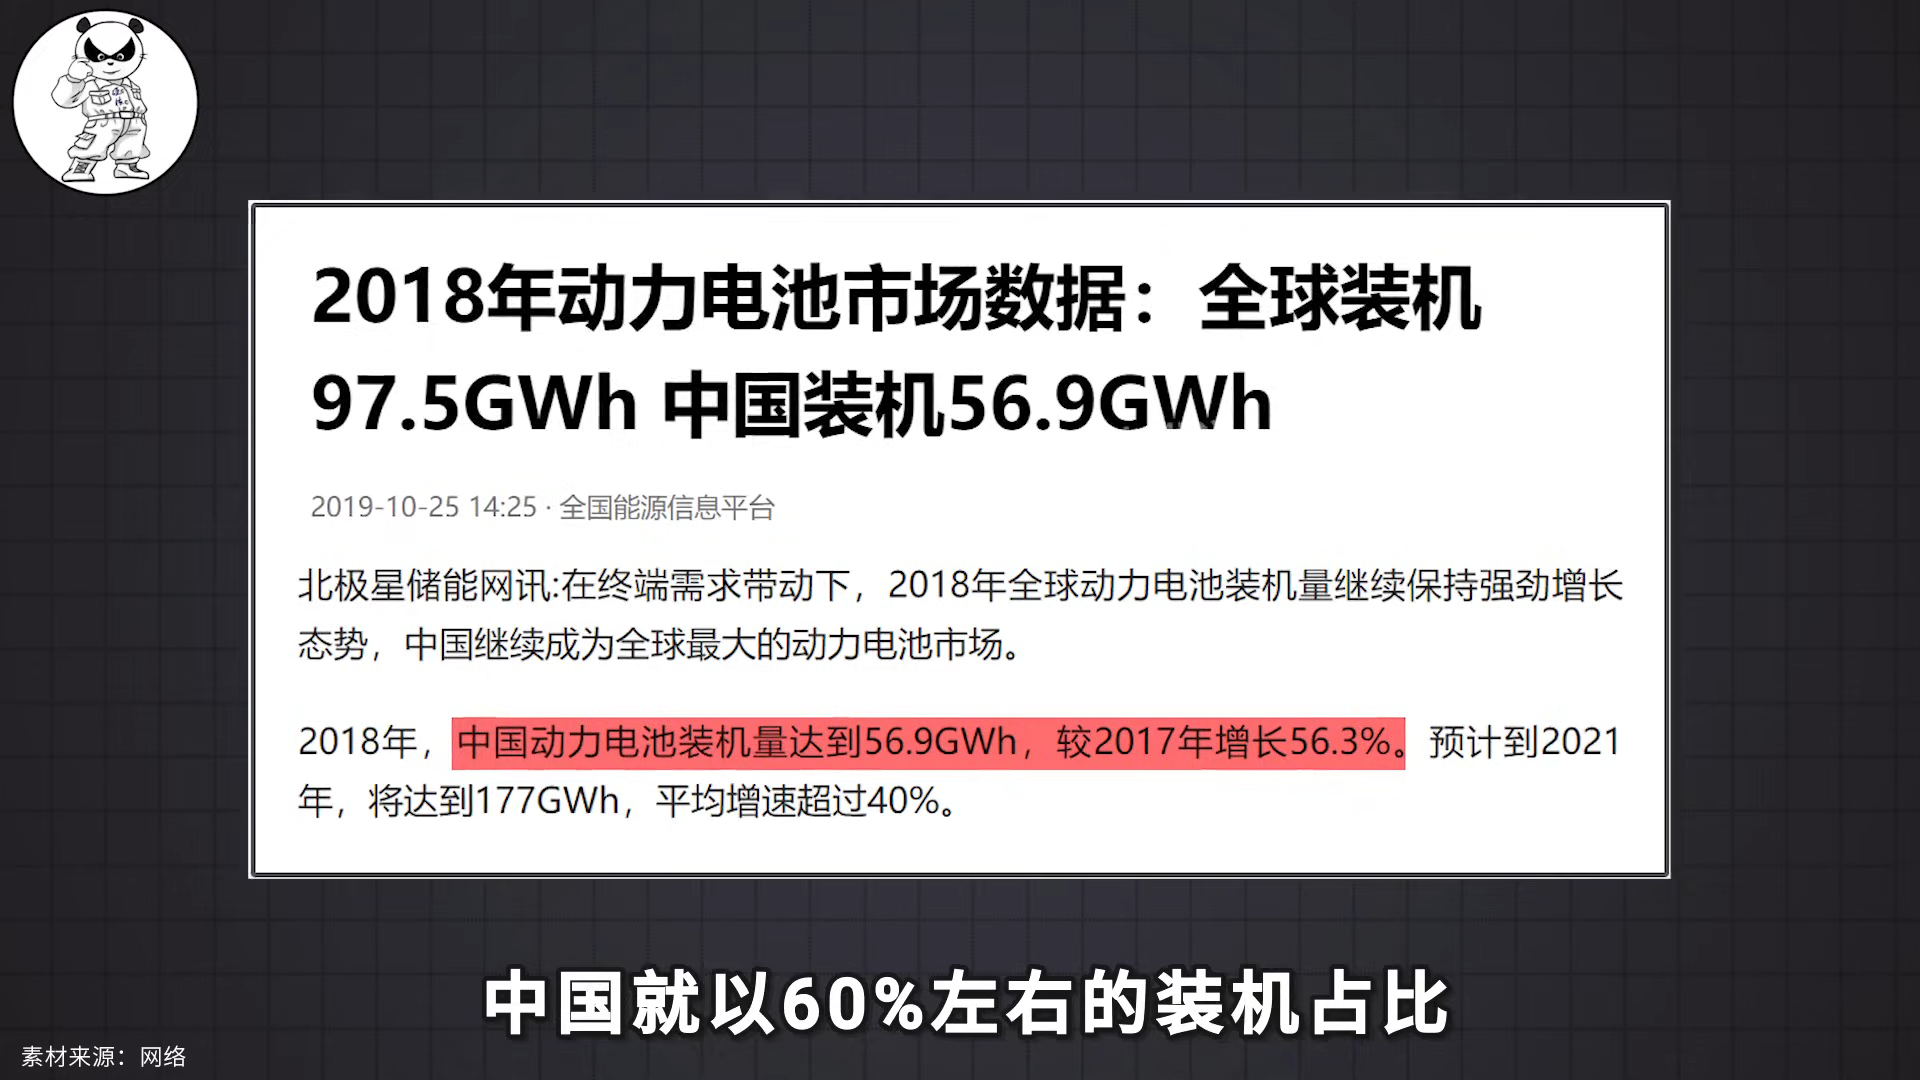 2018年动力电池市场数据：全球装机
97.5GWh 中国装机56.9GWh
2019-10-25 14:25 · 全国能源信息平台
北极星储能网讯:在终端需求带动下，2018年全球动力电池装机量继续保持强劲增长
态势，中国继续成为全球最大的动力电池市场。
2018年，中国动力电池装机量达到56.9GWh，较2017年增长56.3%。预计到2021
年，将达到177GWh，平均增速超过40%。
中国就以60%左右的装机占比
素材来源：网络